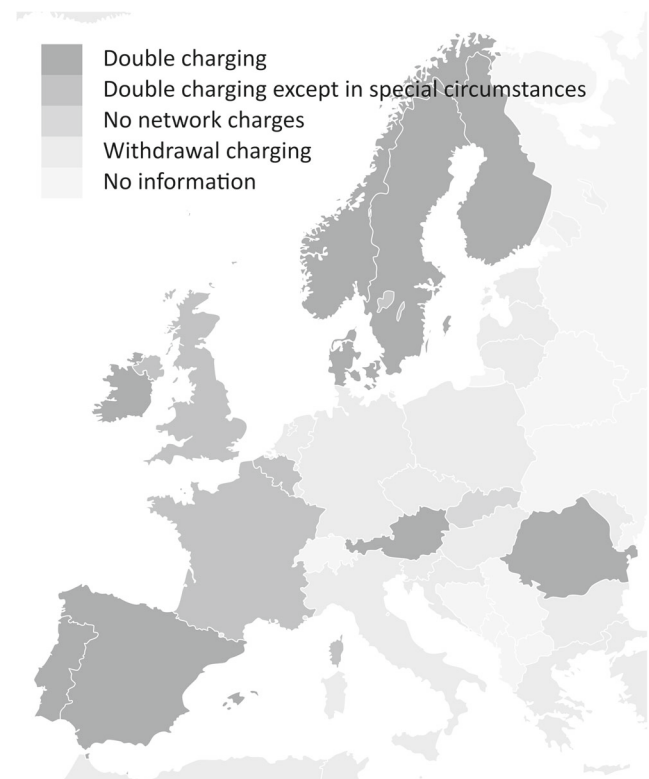 Double charging
Double charging except in special circumstances
No network charges
Withdrawal charging
No information